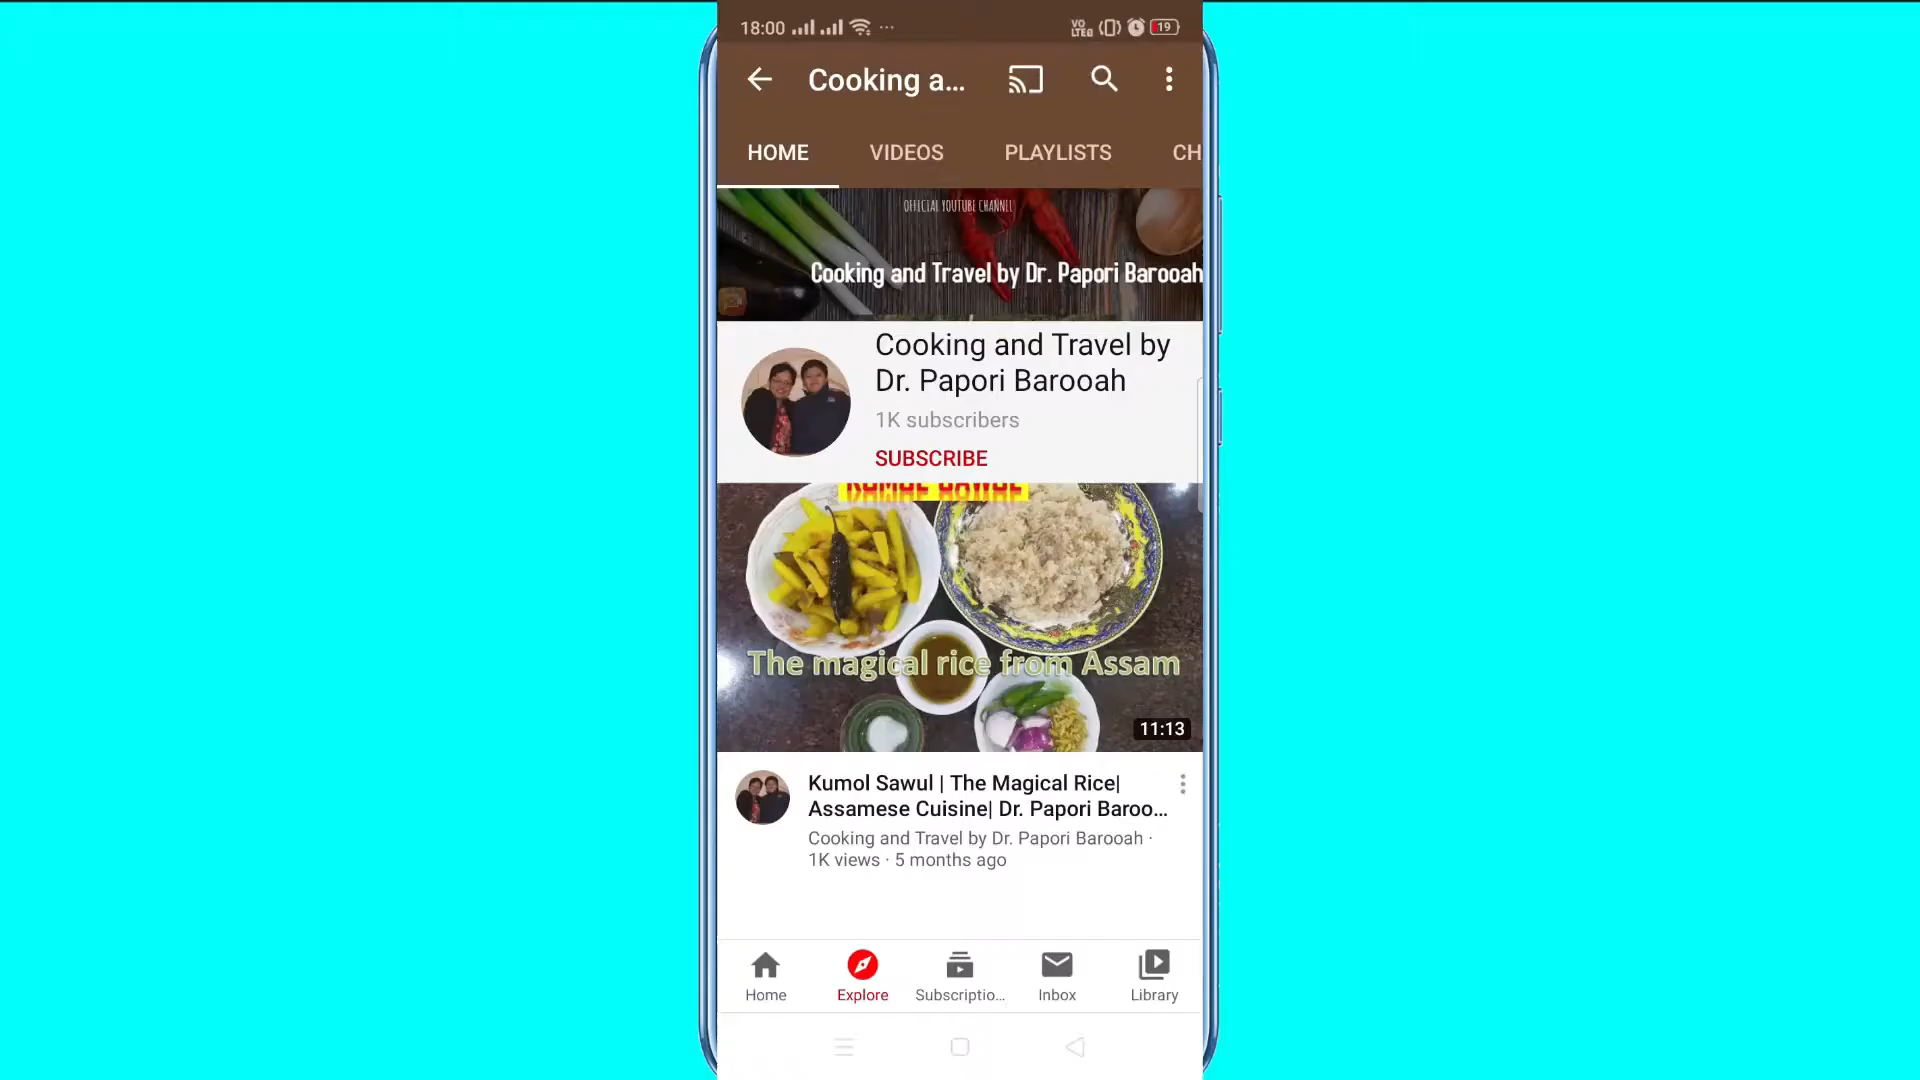 18:00
VO
LTE
19
Cooking a...
HOME
VIDEOS
PLAYLISTS
CH
OFFICIAL YOUTUBE CHANNEL
Cooking and Travel by Dr. Papori Barooah
Cooking and Travel by
Dr. Papori Barooah
1K subscribers
SUBSCRIBE
The magical rice from Assam
11:13
Kumol Sawul | The Magical Rice|
Assamese Cuisine| Dr. Papori Baroo...
Cooking and Travel by Dr. Papori Barooah ·
1K views · 5 months ago
Home
Explore
Subscriptio...
Inbox
Library